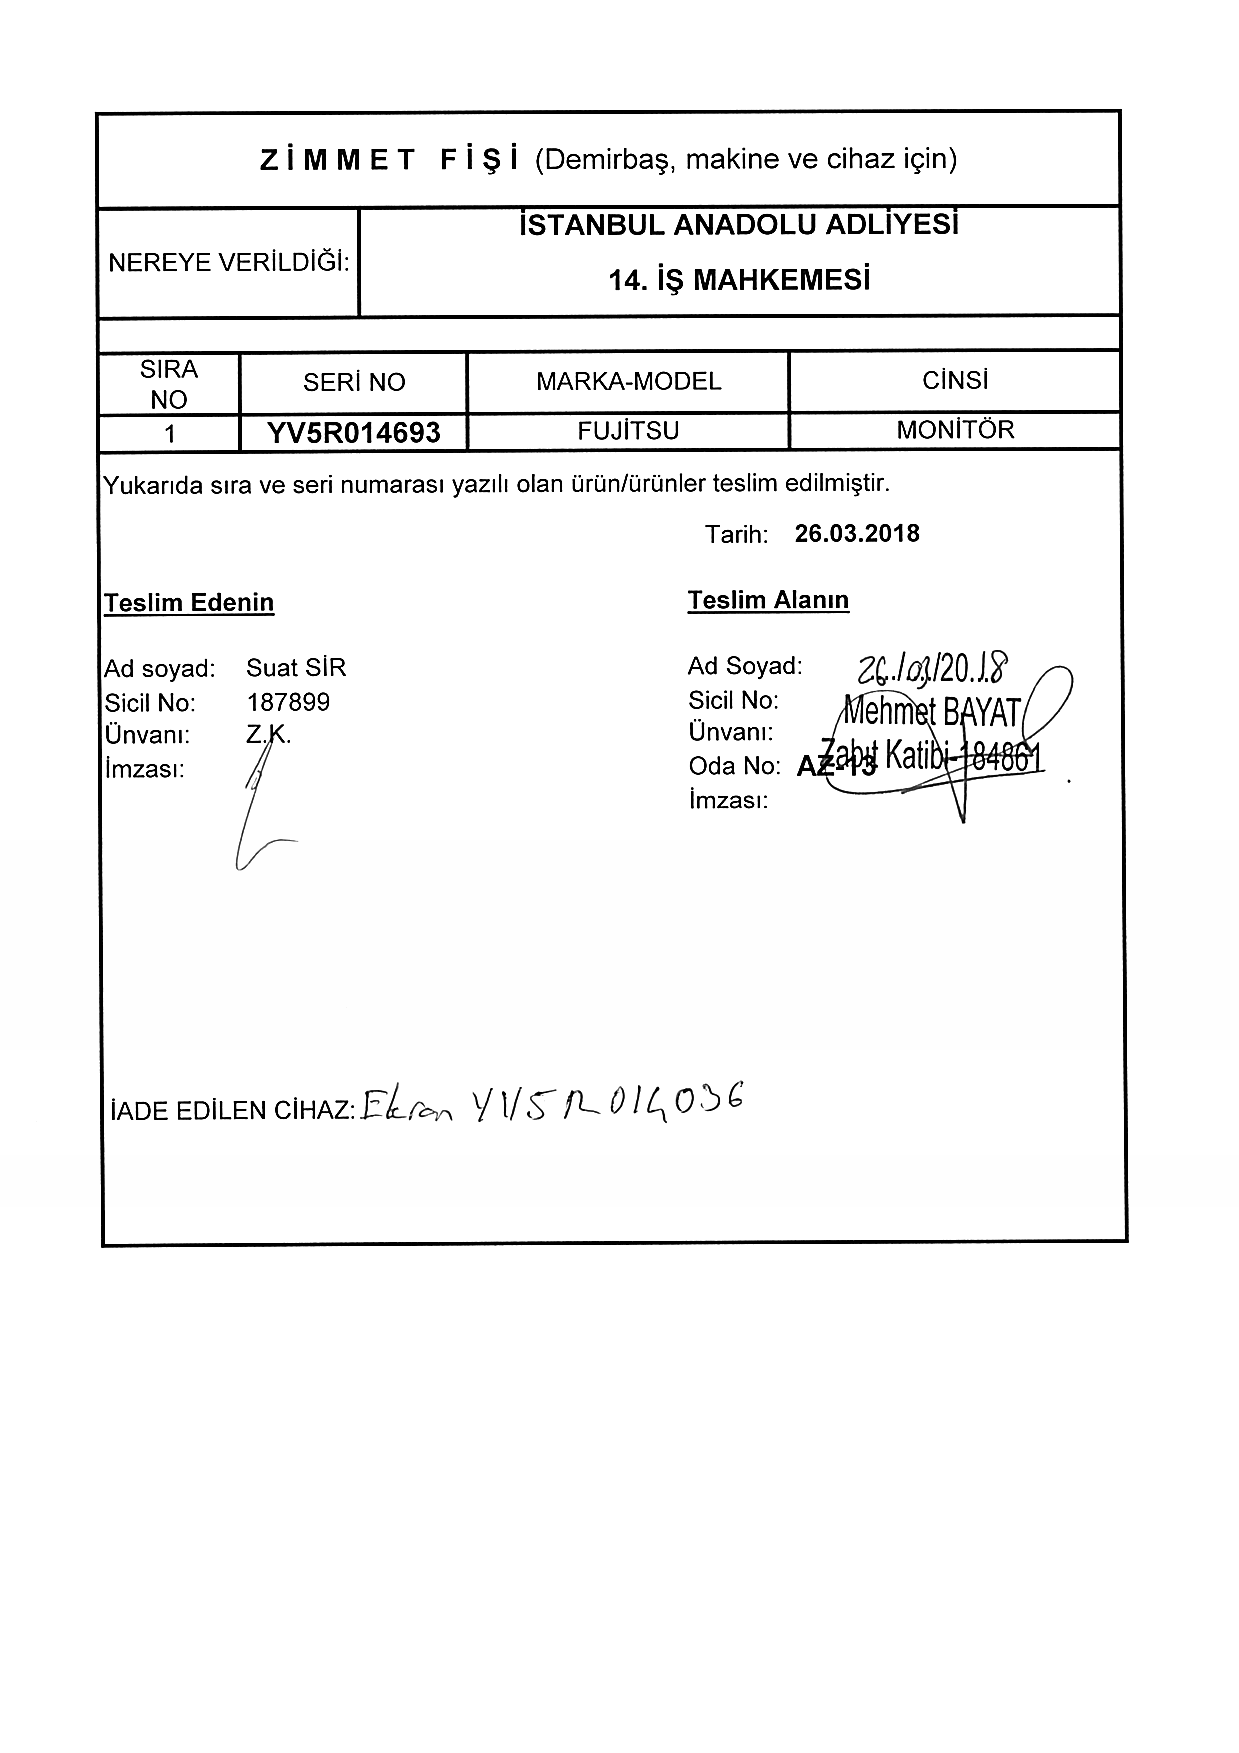 ZİMMET FİŞİ (Demirbaş, makine ve cihaz için)
NEREYE VERİLDİĞİ:
İSTANBUL ANADOLU ADLİYESİ
14. İŞ MAHKEMESİ
SIRA NO SERİ NO MARKA-MODEL CİNSİ
1 YV5R014693 FUJİTSU MONİTÖR
Yukarıda sıra ve seri numarası yazılı olan ürün/ürünler teslim edilmiştir.
Tarih: 26.03.2018
Teslim Edenin
Ad soyad: Suat SİR
Sicil No: 187899
Ünvanı: Z.K.
İmzası:
Teslim Alanın
Ad Soyad: 26./03/20.18
Sicil No: Mehmet BAYAT
Ünvanı: Zabıt Katibi-184861
Oda No: AZ-13
İmzası:
İADE EDİLEN CİHAZ: Ekran YV5R014036